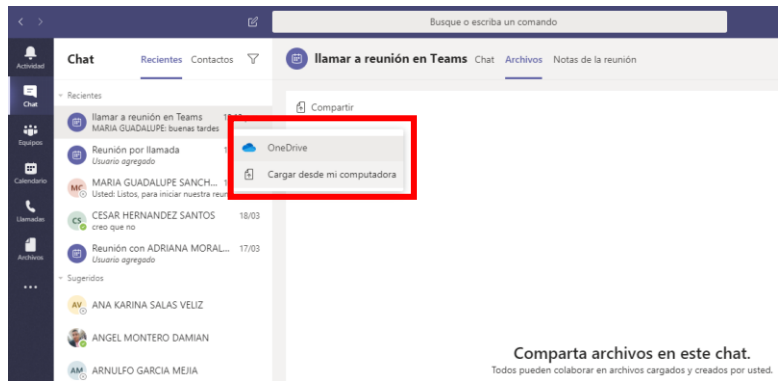 Busque o escriba un comando
Actividad
Chat
Equipos
Calendario
Llamadas
Archivos
Chat
Recientes Contactos
Recientes
llamar a reunión en Teams
MARIA GUADALUPE: buenas tardes
Reunión por llamada
Usuario agregado
MARIA GUADALUPE SANCH...
Usted: Listos, para iniciar nuestra
CS
CESAR HERNANDEZ SANTOS 18/03
creo que no
Reunión con ADRIANA MORAL... 17/03
Usuario agregado
Sugeridos
AV ANA KARINA SALAS VELIZ
ANGEL MONTERO DAMIAN
AM ARNULFO GARCIA MEJIA
llamar a reunión en Teams Chat Archivos Notas de la reunión
Compartir
OneDrive
Cargar desde mi computadora
Comparta archivos en este chat.
Todos pueden colaborar en archivos cargados y creados por usted.